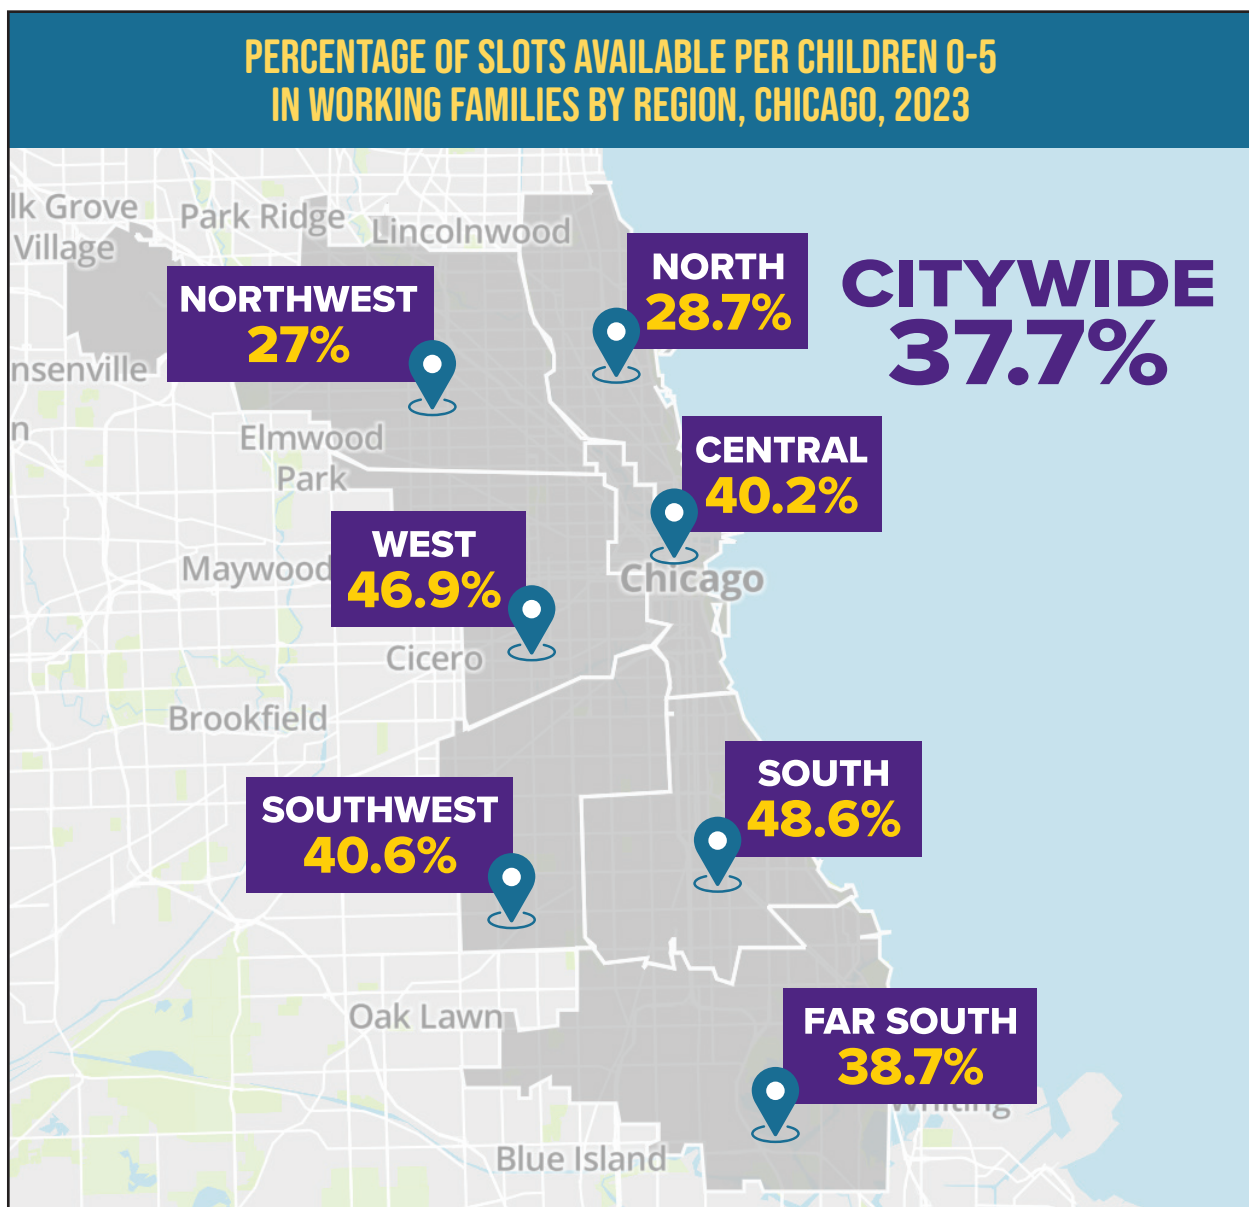 PERCENTAGE OF SLOTS AVAILABLE PER CHILDREN 0-5
IN WORKING FAMILIES BY REGION, CHICAGO, 2023
lk Grove
Village
Park Ridge
Lincolnwood
NORTH
28.7%
CITYWIDE
37.7%
NORTHWEST
27%
nsenville
n
Elmwood
Park
CENTRAL
40.2%
WEST
46.9%
Maywood
Chicago
Cicero
Brookfield
SOUTH
48.6%
SOUTHWEST
40.6%
Oak Lawn
FAR SOUTH
38.7%
Whiting
Blue Island